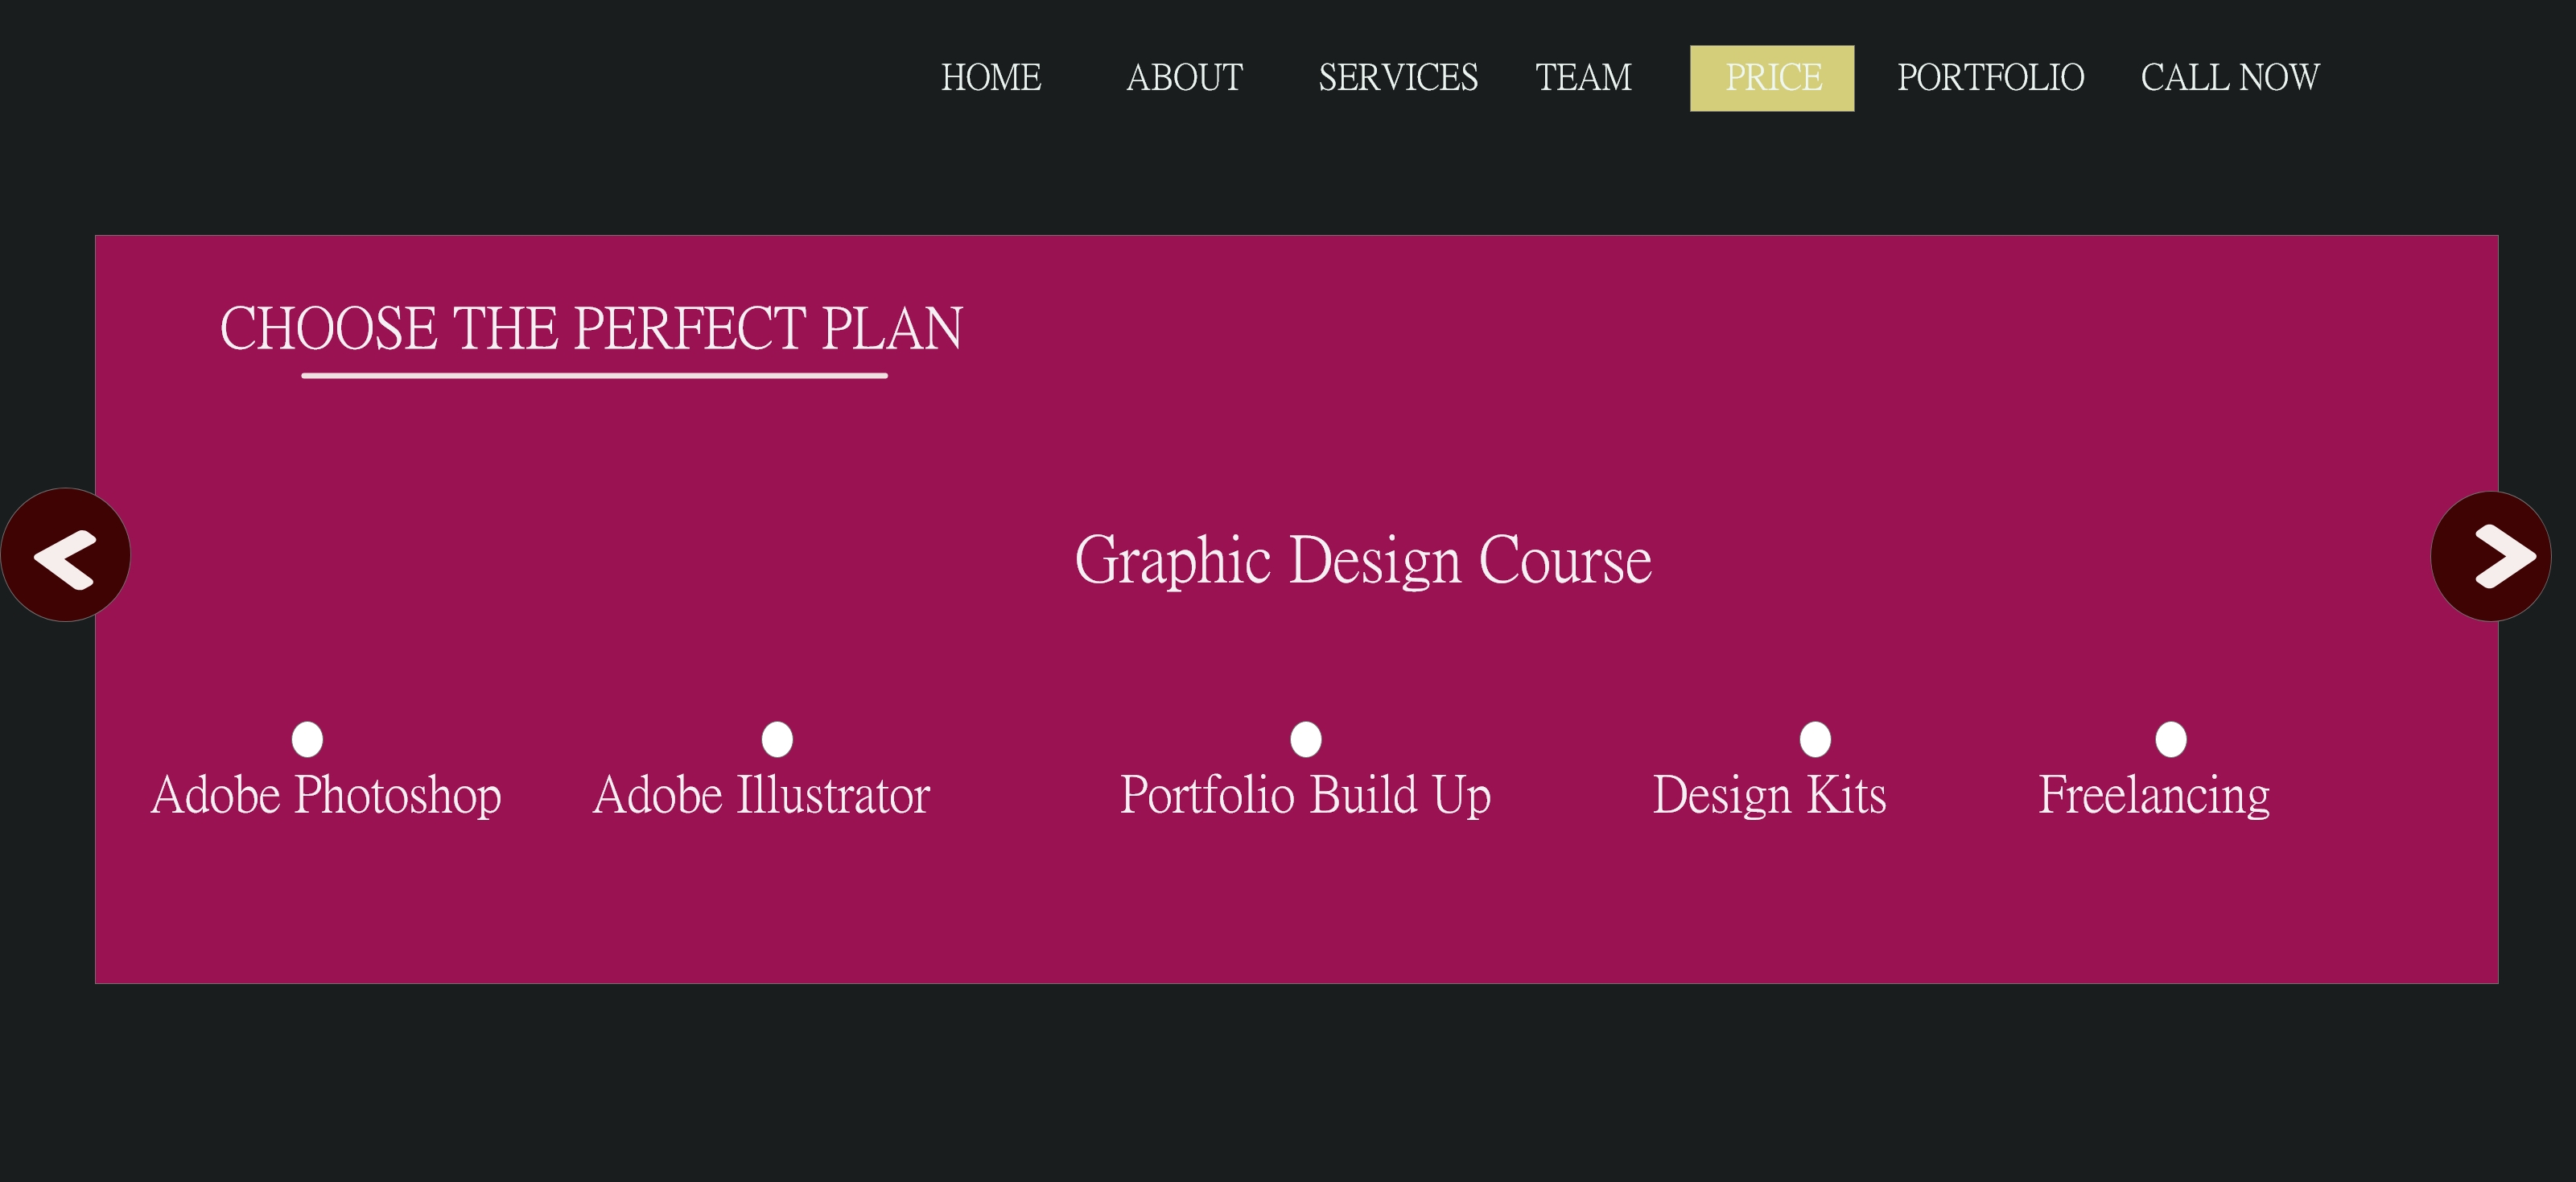 HOME ABOUT SERVICES TEAM PRICE PORTFOLIO CALL NOW
CHOOSE THE PERFECT PLAN
Graphic Design Course
Adobe Photoshop Adobe Illustrator Portfolio Build Up Design Kits Freelancing